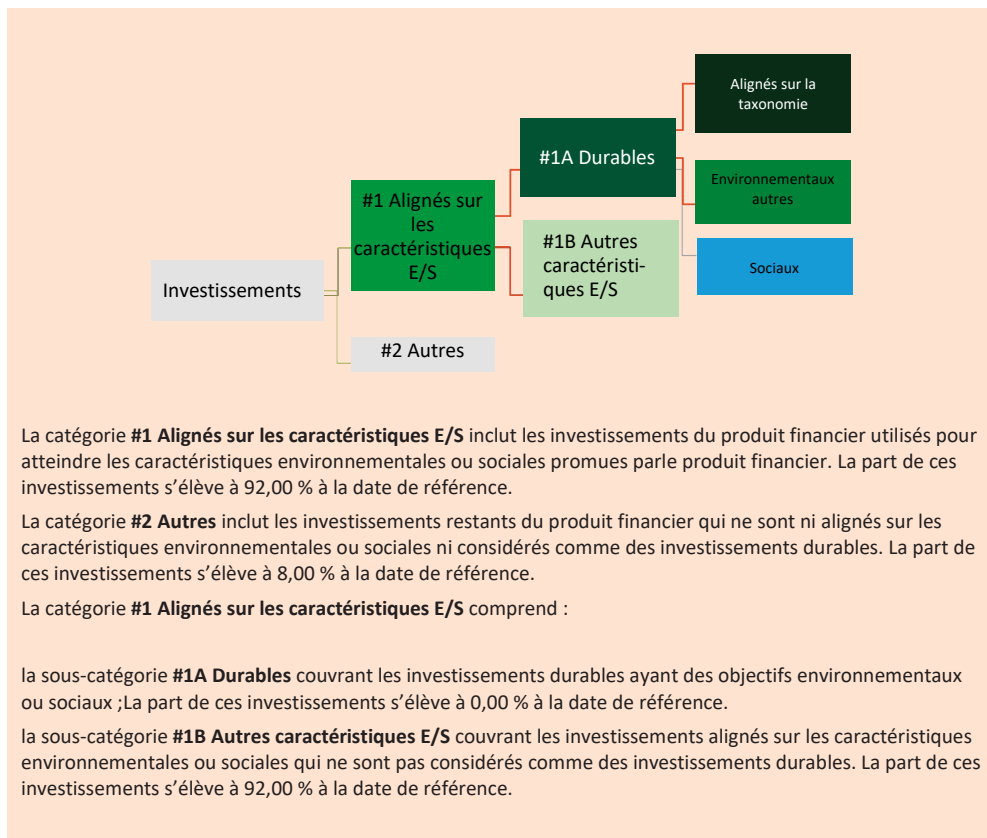 Alignés sur la
taxonomie
#1A Durables
Environnementaux
autres
#1 Alignés sur
les
caractéristiques
E/S
#1B Autres
caractéristi-
ques E/S
Sociaux
Investissements
#2 Autres
La catégorie #1 Alignés sur les caractéristiques E/S inclut les investissements du produit financier utilisés pour
atteindre les caractéristiques environnementales ou sociales promues parle produit financier. La part de ces
investissements s’élève à 92,00 % à la date de référence.
La catégorie #2 Autres inclut les investissements restants du produit financier qui ne sont ni alignés sur les
caractéristiques environnementales ou sociales ni considérés comme des investissements durables. La part de
ces investissements s’élève à 8,00 % à la date de référence.
La catégorie #1 Alignés sur les caractéristiques E/S comprend :
la sous-catégorie #1A Durables couvrant les investissements durables ayant des objectifs environnementaux
ou sociaux ;La part de ces investissements s’élève à 0,00 % à la date de référence.
la sous-catégorie #1B Autres caractéristiques E/S couvrant les investissements alignés sur les caractéristiques
environnementales ou sociales qui ne sont pas considérés comme des investissements durables. La part de ces
investissements s’élève à 92,00 % à la date de référence.